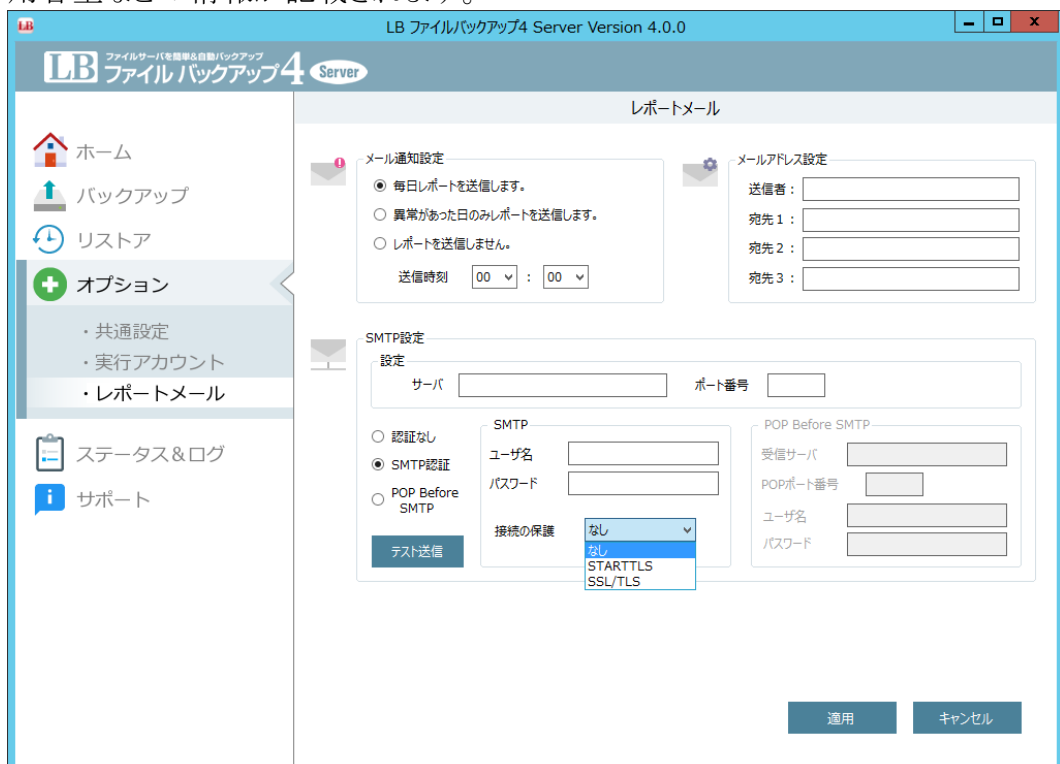 LB ファイルバックアップ4 Server Version 4.0.0
LB ファイルサーバを簡単&自動バックアップ
ファイル バックアップ4 Server
レポートメール
ホーム
バックアップ
リストア
オプション
・共通設定
・実行アカウント
・レポートメール
ステータス&ログ
サポート
メール通知設定
毎日レポートを送信します。
異常があった日のみレポートを送信します。
レポートを送信しません。
送信時刻 00 : 00
メールアドレス設定
送信者:
宛先1:
宛先2:
宛先3:
SMTP設定
設定
サーバ ポート番号
認証なし
SMTP認証
POP Before
SMTP
テスト送信
SMTP
ユーザ名
パスワード
接続の保護 なし
なし
STARTTLS
SSL/TLS
POP Before SMTP
受信サーバ
POPポート番号
ユーザ名
パスワード
適用 キャンセル